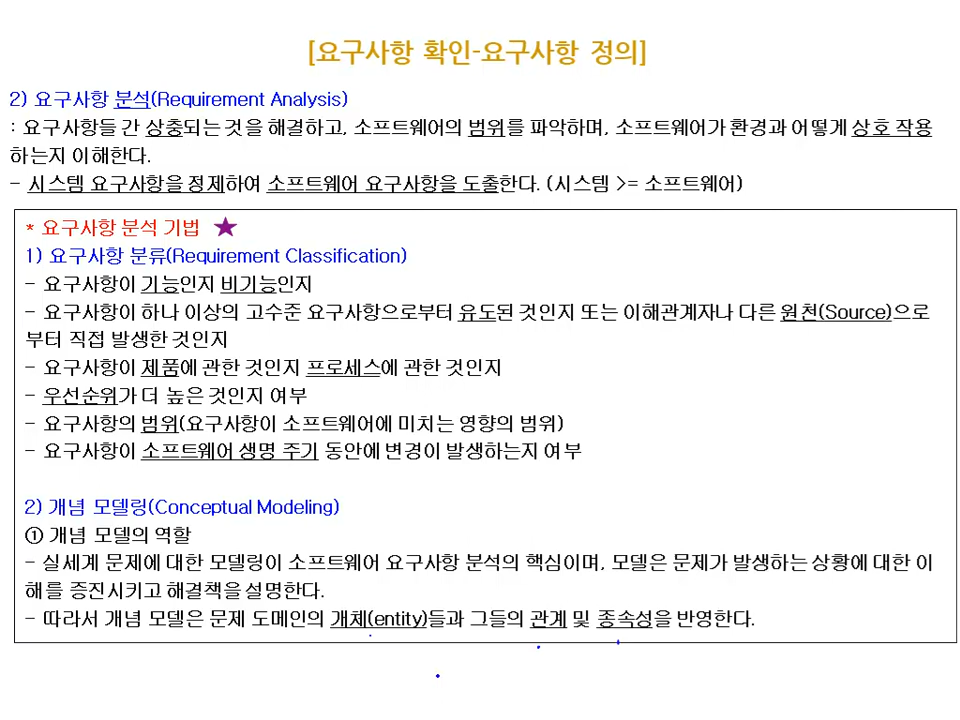 [요구사항 확인-요구사항 정의]
2) 요구사항 분석(Requirement Analysis)
: 요구사항들 간 상충되는 것을 해결하고, 소프트웨어의 범위를 파악하며, 소프트웨어가 환경과 어떻게 상호 작용
하는지 이해한다.
- 시스템 요구사항을 정제하여 소프트웨어 요구사항을 도출한다. (시스템 >= 소프트웨어)
* 요구사항 분석 기법 ★
1) 요구사항 분류(Requirement Classification)
- 요구사항이 기능인지 비기능인지
- 요구사항이 하나 이상의 고수준 요구사항으로부터 유도된 것인지 또는 이해관계자나 다른 원천(Source)으로
부터 직접 발생한 것인지
- 요구사항이 제품에 관한 것인지 프로세스에 관한 것인지
- 우선순위가 더 높은 것인지 여부
- 요구사항의 범위(요구사항이 소프트웨어에 미치는 영향의 범위)
- 요구사항이 소프트웨어 생명 주기 동안에 변경이 발생하는지 여부
2) 개념 모델링(Conceptual Modeling)
① 개념 모델의 역할
- 실세계 문제에 대한 모델링이 소프트웨어 요구사항 분석의 핵심이며, 모델은 문제가 발생하는 상황에 대한 이
해를 증진시키고 해결책을 설명한다.
- 따라서 개념 모델은 문제 도메인의 개체(entity)들과 그들의 관계 및 종속성을 반영한다.